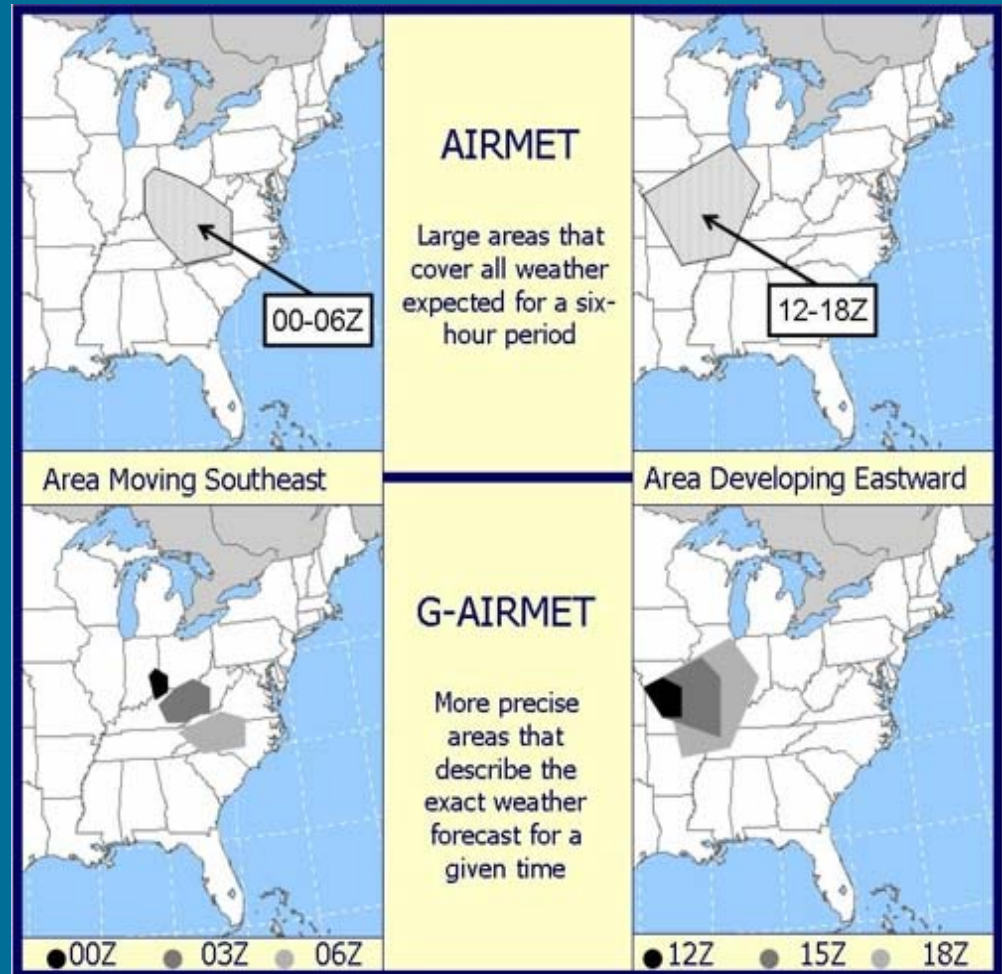 AIRMET
Large areas that
cover all weather
expected for a six-
hour period
00-06Z
12-18Z
Area Moving Southeast
Area Developing Eastward
G-AIRMET
More precise
areas that
describe the
exact weather
forecast for a
given time
00Z 03Z 06Z
12Z 15Z 18Z